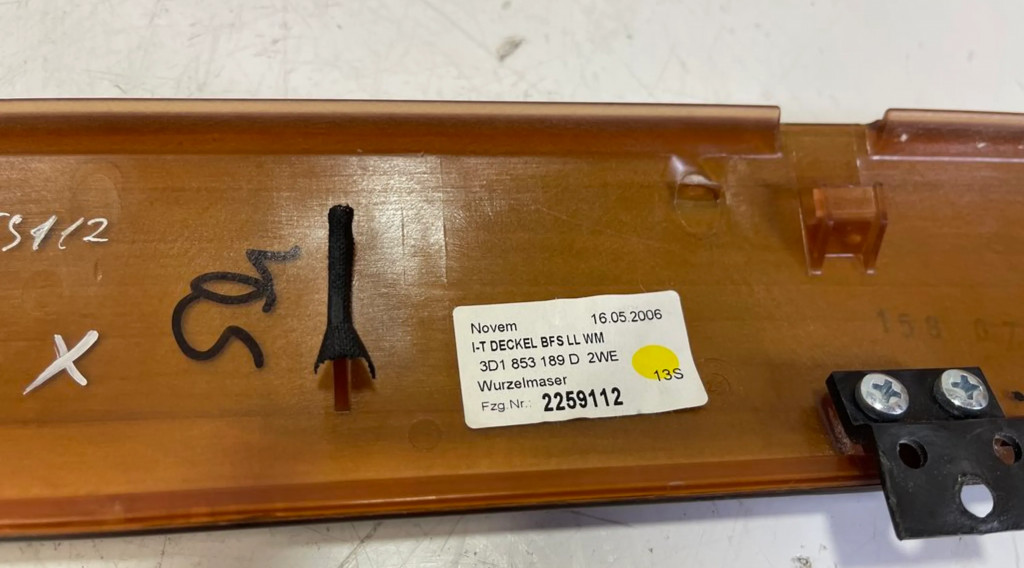 Novem 16.05.2006
I-T DECKEL BFS LL WM
3D1 853 189 D 2WE
Wurzelmaser 13S
Fzg.Nr.: 2259112
X